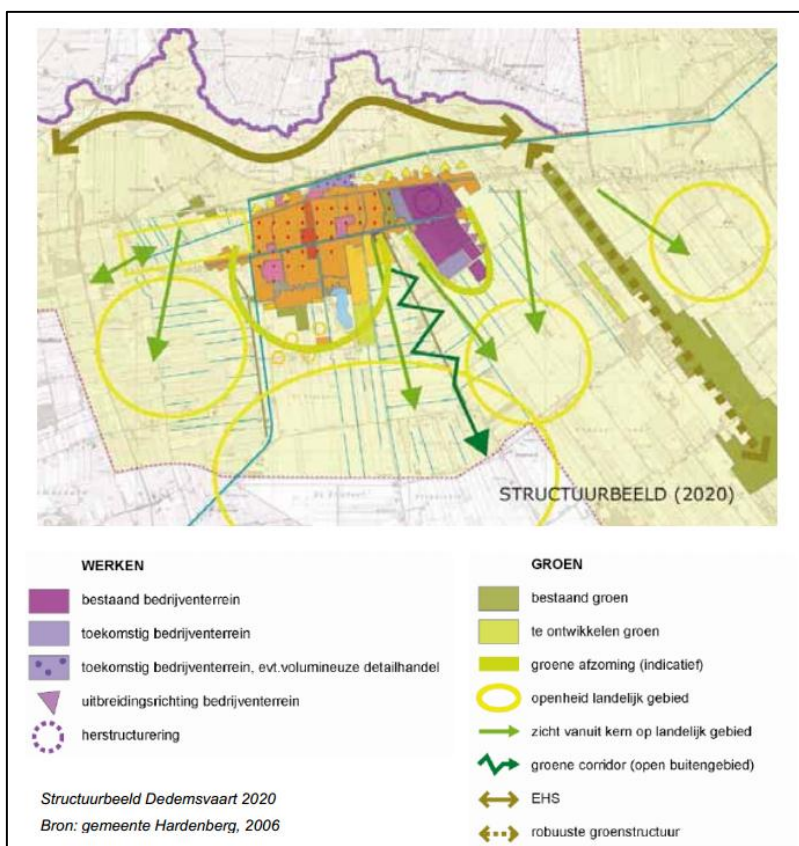 STRUCTUURBEELD (2020)
WERKEN
bestaand bedrijventerrein
toekomstig bedrijventerrein
toekomstig bedrijventerrein, evt.volumineuze detailhandel
uitbreidingsrichting bedrijventerrein
herstructurering
Structuurbeeld Dedemsvaart 2020
Bron: gemeente Hardenberg, 2006
GROEN
bestaand groen
te ontwikkelen groen
groene afzoming (indicatief)
openheid landelijk gebied
zicht vanuit kern op landelijk gebied
groene corridor (open buitengebied)
EHS
robuuste groenstructuur